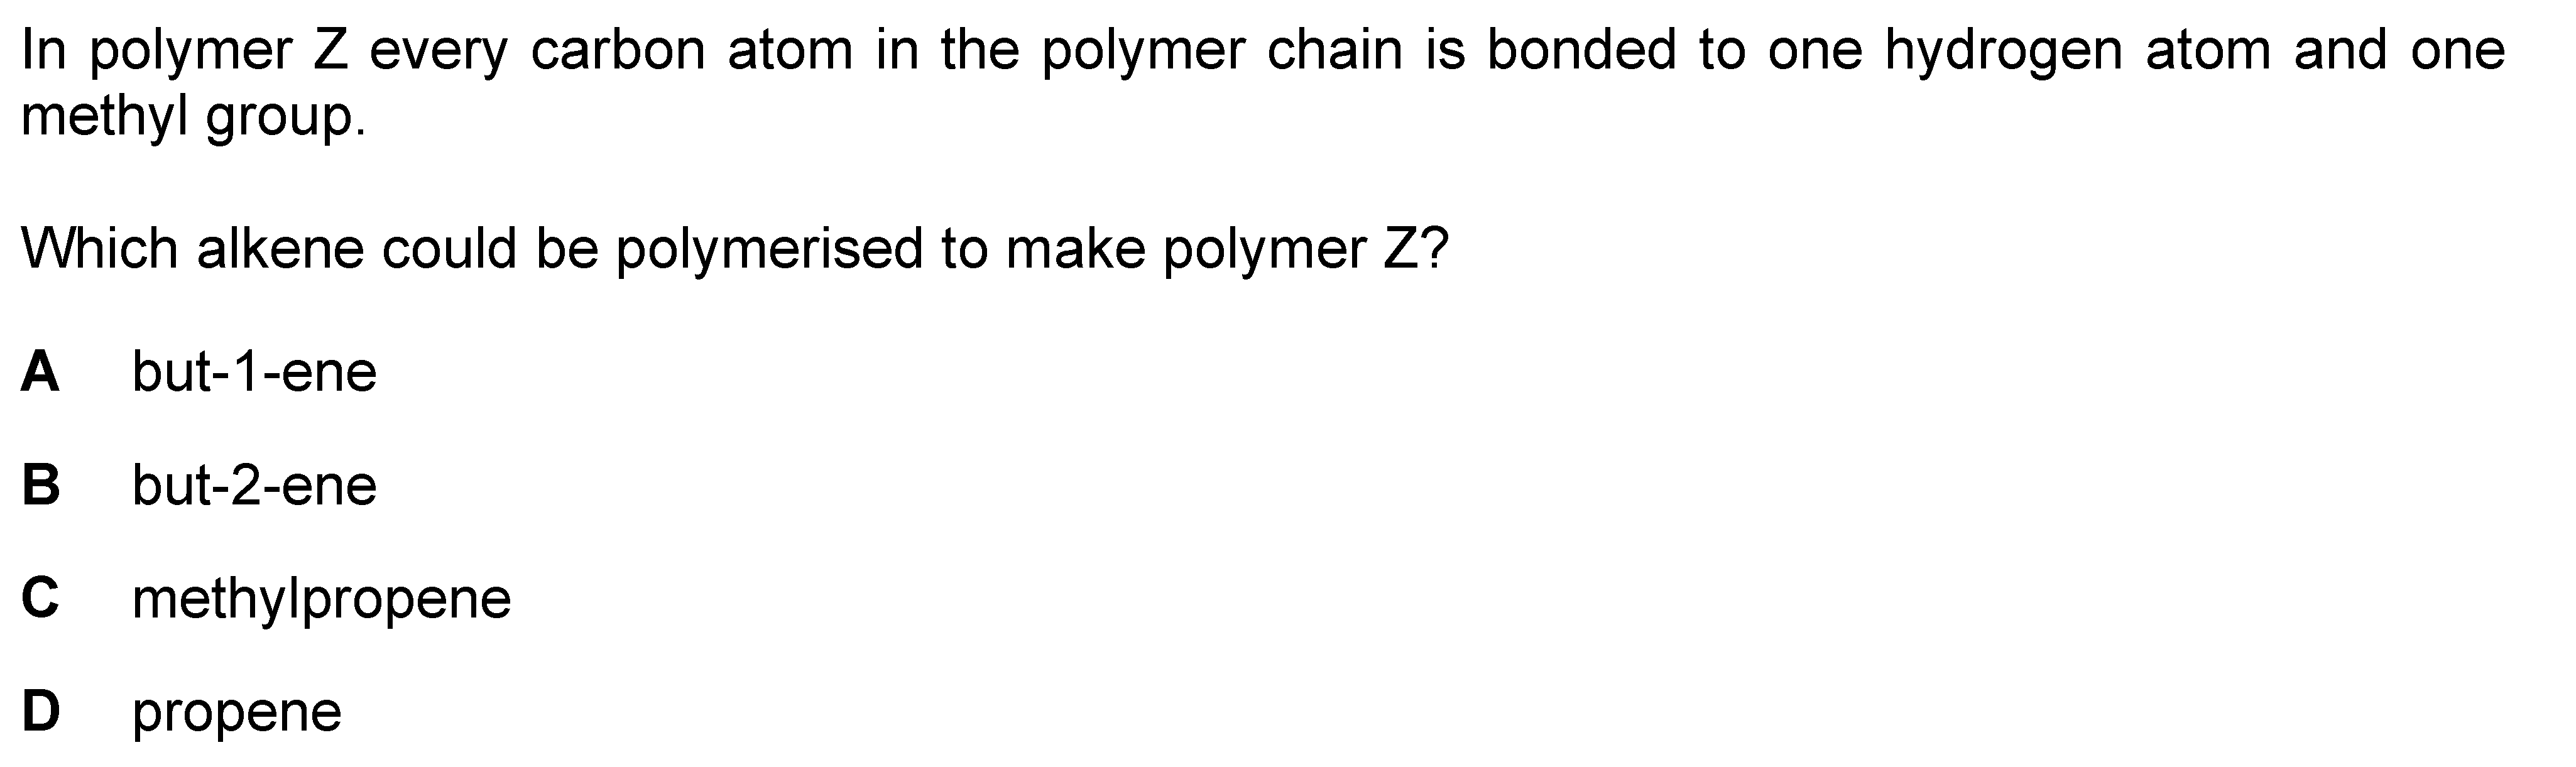 In polymer Z every carbon atom in the polymer chain is bonded to one hydrogen atom and one
methyl group.
Which alkene could be polymerised to make polymer Z?
A but-1-ene
B but-2-ene
C methylpropene
D propene